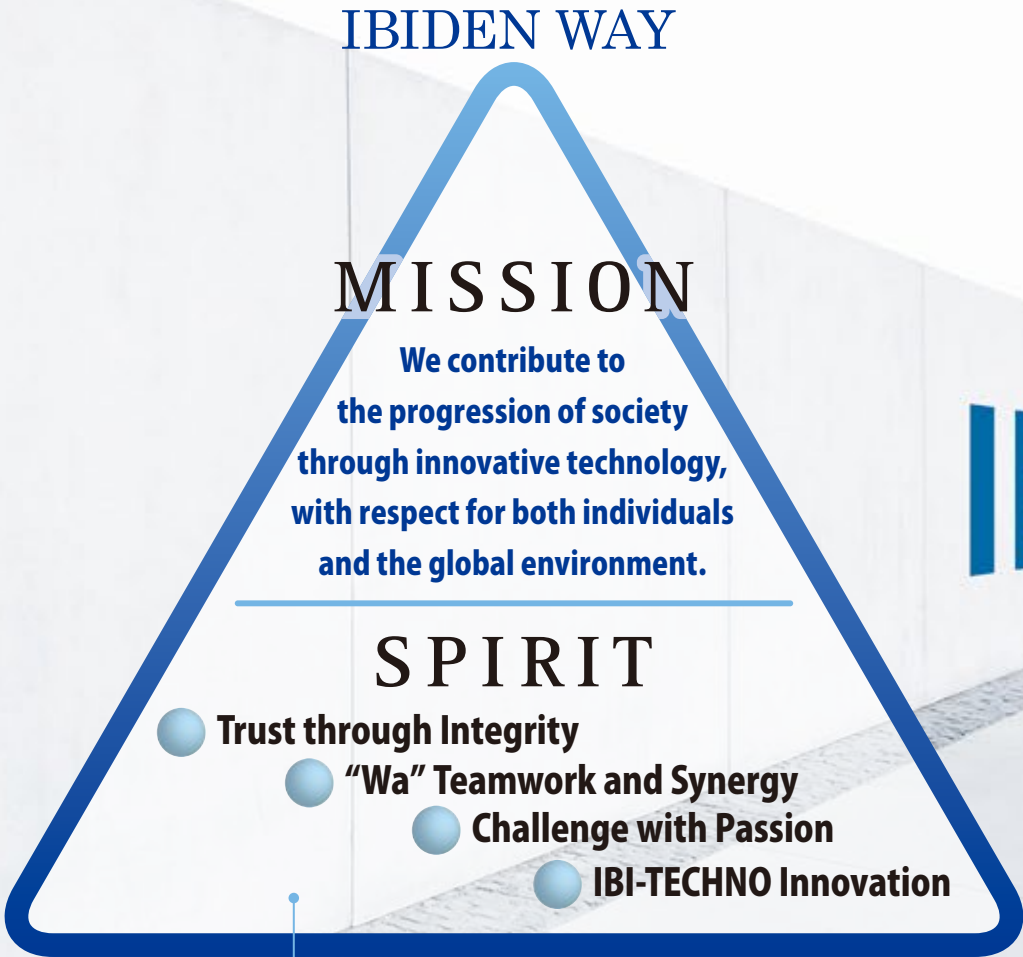 IBIDEN WAY
MISSION
We contribute to
the progression of society
through innovative technology,
with respect for both individuals
and the global environment.
SPIRIT
Trust through Integrity
“Wa” Teamwork and Synergy
Challenge with Passion
IBI-TECHNO Innovation